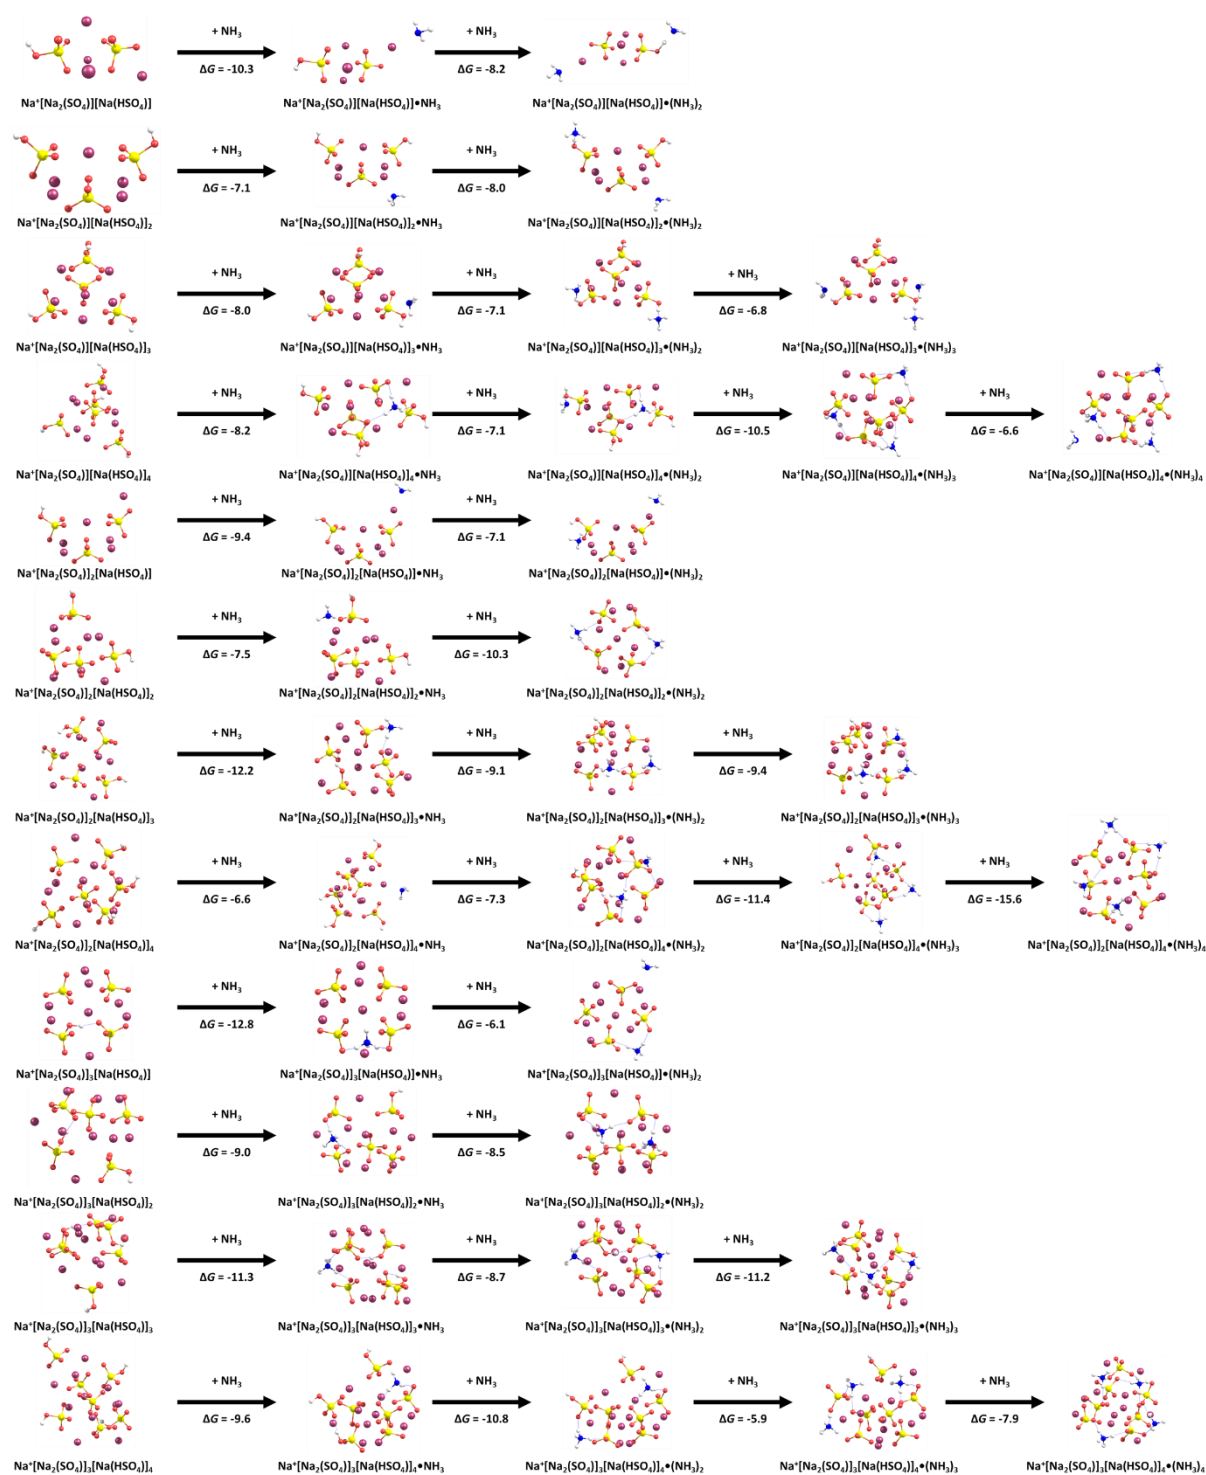 + NH₃ + NH₃
ΔG = -10.3 ΔG = -8.2
Na⁺[Na₂(SO₄)][Na(HSO₄)] Na⁺[Na₂(SO₄)][Na(HSO₄)]•NH₃ Na⁺[Na₂(SO₄)][Na(HSO₄)]•(NH₃)₂
+ NH₃ + NH₃
ΔG = -7.1 ΔG = -8.0
Na⁺[Na₂(SO₄)][Na(HSO₄)]₂ Na⁺[Na₂(SO₄)][Na(HSO₄)]₂•NH₃ Na⁺[Na₂(SO₄)][Na(HSO₄)]₂•(NH₃)₂
+ NH₃ + NH₃ + NH₃
ΔG = -8.0 ΔG = -7.1 ΔG = -6.8
Na⁺[Na₂(SO₄)][Na(HSO₄)]₃ Na⁺[Na₂(SO₄)][Na(HSO₄)]₃•NH₃ Na⁺[Na₂(SO₄)][Na(HSO₄)]₃•(NH₃)₂ Na⁺[Na₂(SO₄)][Na(HSO₄)]₃•(NH₃)₃
+ NH₃ + NH₃ + NH₃ + NH₃
ΔG = -8.2 ΔG = -7.1 ΔG = -10.5 ΔG = -6.6
Na⁺[Na₂(SO₄)][Na(HSO₄)]₄ Na⁺[Na₂(SO₄)][Na(HSO₄)]₄•NH₃ Na⁺[Na₂(SO₄)][Na(HSO₄)]₄•(NH₃)₂ Na⁺[Na₂(SO₄)][Na(HSO₄)]₄•(NH₃)₃ Na⁺[Na₂(SO₄)][Na(HSO₄)]₄•(NH₃)₄
+ NH₃ + NH₃
ΔG = -9.4 ΔG = -7.1
Na⁺[Na₂(SO₄)]₂[Na(HSO₄)] Na⁺[Na₂(SO₄)]₂[Na(HSO₄)]•NH₃ Na⁺[Na₂(SO₄)]₂[Na(HSO₄)]•(NH₃)₂
+ NH₃ + NH₃
ΔG = -7.5 ΔG = -10.3
Na⁺[Na₂(SO₄)]₂[Na(HSO₄)]₂ Na⁺[Na₂(SO₄)]₂[Na(HSO₄)]₂•NH₃ Na⁺[Na₂(SO₄)]₂[Na(HSO₄)]₂•(NH₃)₂
+ NH₃ + NH₃ + NH₃
ΔG = -12.2 ΔG = -9.1 ΔG = -9.4
Na⁺[Na₂(SO₄)]₂[Na(HSO₄)]₃ Na⁺[Na₂(SO₄)]₂[Na(HSO₄)]₃•NH₃ Na⁺[Na₂(SO₄)]₂[Na(HSO₄)]₃•(NH₃)₂ Na⁺[Na₂(SO₄)]₂[Na(HSO₄)]₃•(NH₃)₃
+ NH₃ + NH₃ + NH₃ + NH₃
ΔG = -6.6 ΔG = -7.3 ΔG = -11.4 ΔG = -15.6
Na⁺[Na₂(SO₄)]₂[Na(HSO₄)]₄ Na⁺[Na₂(SO₄)]₂[Na(HSO₄)]₄•NH₃ Na⁺[Na₂(SO₄)]₂[Na(HSO₄)]₄•(NH₃)₂ Na⁺[Na₂(SO₄)]₂[Na(HSO₄)]₄•(NH₃)₃ Na⁺[Na₂(SO₄)]₂[Na(HSO₄)]₄•(NH₃)₄
+ NH₃ + NH₃
ΔG = -12.8 ΔG = -6.1
Na⁺[Na₂(SO₄)]₃[Na(HSO₄)] Na⁺[Na₂(SO₄)]₃[Na(HSO₄)]•NH₃ Na⁺[Na₂(SO₄)]₃[Na(HSO₄)]•(NH₃)₂
+ NH₃ + NH₃
ΔG = -9.0 ΔG = -8.5
Na⁺[Na₂(SO₄)]₃[Na(HSO₄)]₂ Na⁺[Na₂(SO₄)]₃[Na(HSO₄)]₂•NH₃ Na⁺[Na₂(SO₄)]₃[Na(HSO₄)]₂•(NH₃)₂
+ NH₃ + NH₃ + NH₃
ΔG = -11.3 ΔG = -8.7 ΔG = -11.2
Na⁺[Na₂(SO₄)]₃[Na(HSO₄)]₃ Na⁺[Na₂(SO₄)]₃[Na(HSO₄)]₃•NH₃ Na⁺[Na₂(SO₄)]₃[Na(HSO₄)]₃•(NH₃)₂ Na⁺[Na₂(SO₄)]₃[Na(HSO₄)]₃•(NH₃)₃
+ NH₃ + NH₃ + NH₃ + NH₃
ΔG = -9.6 ΔG = -10.8 ΔG = -5.9 ΔG = -7.9
Na⁺[Na₂(SO₄)]₃[Na(HSO₄)]₄ Na⁺[Na₂(SO₄)]₃[Na(HSO₄)]₄•NH₃ Na⁺[Na₂(SO₄)]₃[Na(HSO₄)]₄•(NH₃)₂ Na⁺[Na₂(SO₄)]₃[Na(HSO₄)]₄•(NH₃)₃ Na⁺[Na₂(SO₄)]₃[Na(HSO₄)]₄•(NH₃)₄